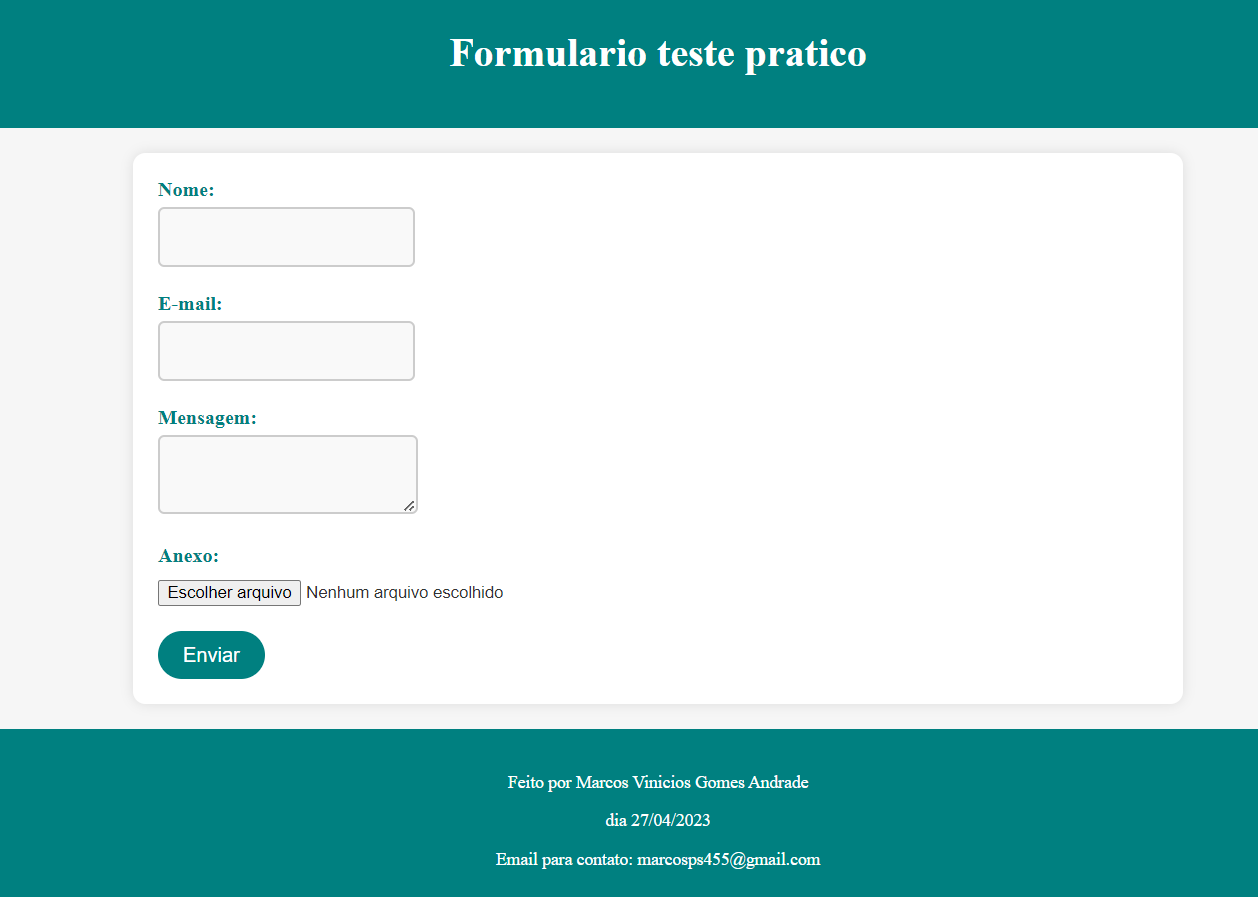 Formulario teste pratico
Nome:
E-mail:
Mensagem:
Anexo:
Escolher arquivo Nenhum arquivo escolhido
Enviar
Feito por Marcos Vinicios Gomes Andrade
dia 27/04/2023
Email para contato: marcosps455@gmail.com